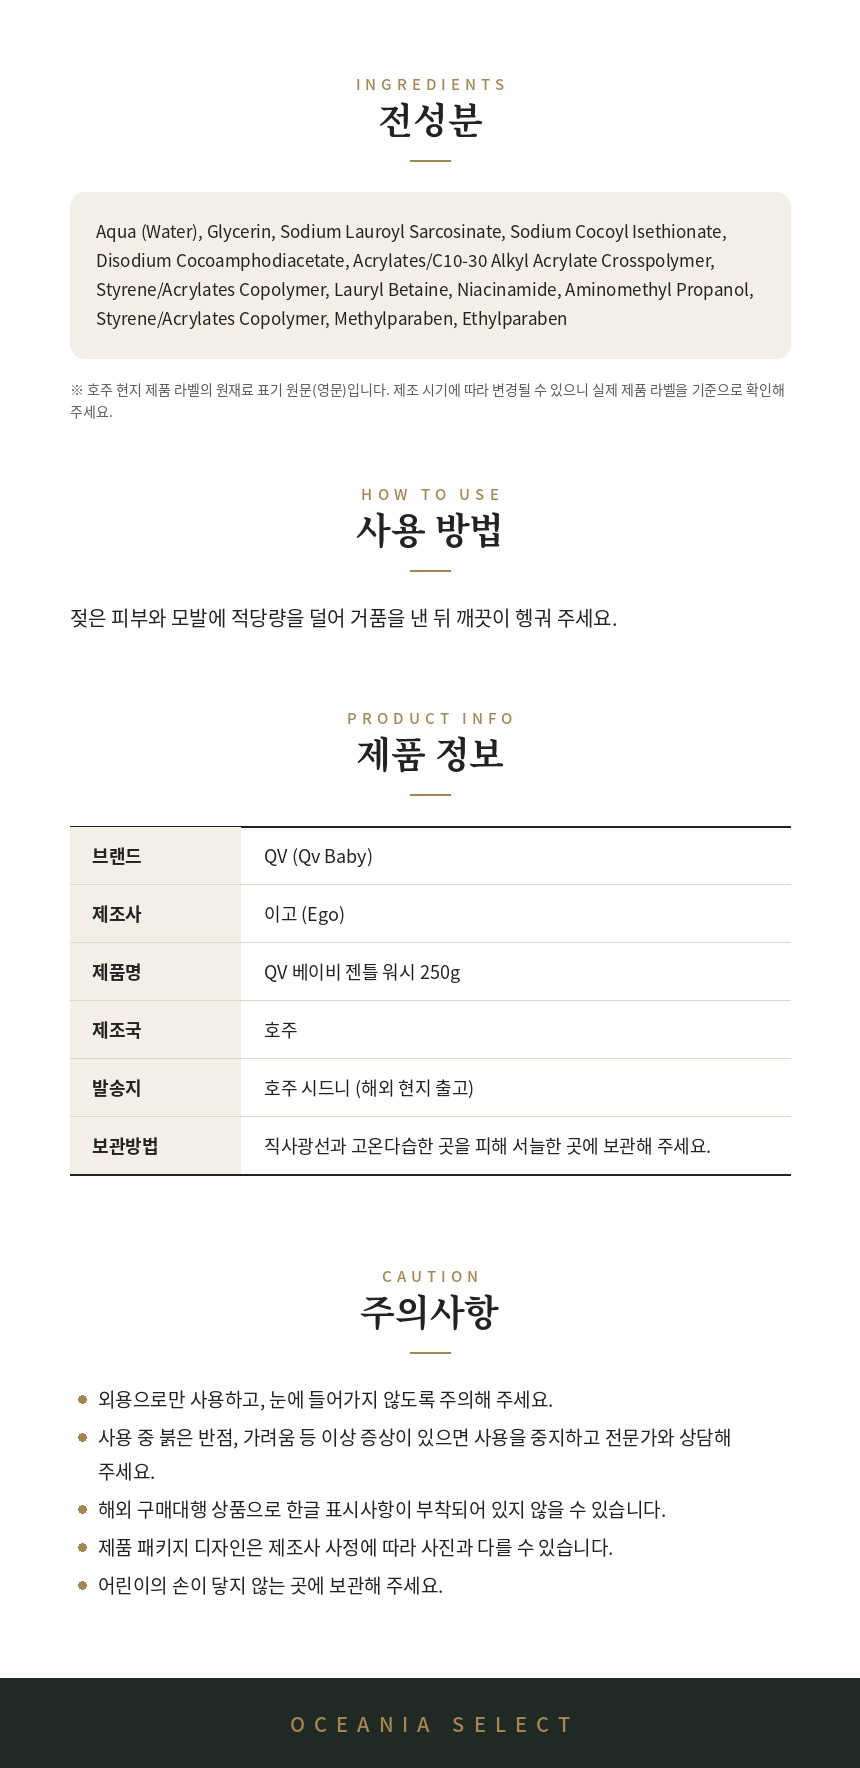 INGREDIENTS
전성분
Aqua (Water), Glycerin, Sodium Lauroyl Sarcosinate, Sodium Cocoyl Isethionate,
Disodium Cocoamphodiacetate, Acrylates/C10-30 Alkyl Acrylate Crosspolymer,
Styrene/Acrylates Copolymer, Lauryl Betaine, Niacinamide, Aminomethyl Propanol,
Styrene/Acrylates Copolymer, Methylparaben, Ethylparaben
※ 호주 현지 제품 라벨의 원재료 표기 원문(영문)입니다. 제조 시기에 따라 변경될 수 있으니 실제 제품 라벨을 기준으로 확인해
주세요.
HOW TO USE
사용 방법
젖은 피부와 모발에 적당량을 덜어 거품을 낸 뒤 깨끗이 헹궈 주세요.
PRODUCT INFO
제품 정보
브랜드 QV (Qv Baby)
제조사 이고 (Ego)
제품명 QV 베이비 젠틀 워시 250g
제조국 호주
발송지 호주 시드니 (해외 현지 출고)
보관방법 직사광선과 고온다습한 곳을 피해 서늘한 곳에 보관해 주세요.
CAUTION
주의사항
외용으로만 사용하고, 눈에 들어가지 않도록 주의해 주세요.
사용 중 붉은 반점, 가려움 등 이상 증상이 있으면 사용을 중지하고 전문가와 상담해
주세요.
해외 구매대행 상품으로 한글 표시사항이 부착되어 있지 않을 수 있습니다.
제품 패키지 디자인은 제조사 사정에 따라 사진과 다를 수 있습니다.
어린이의 손이 닿지 않는 곳에 보관해 주세요.
OCEANIA SELECT